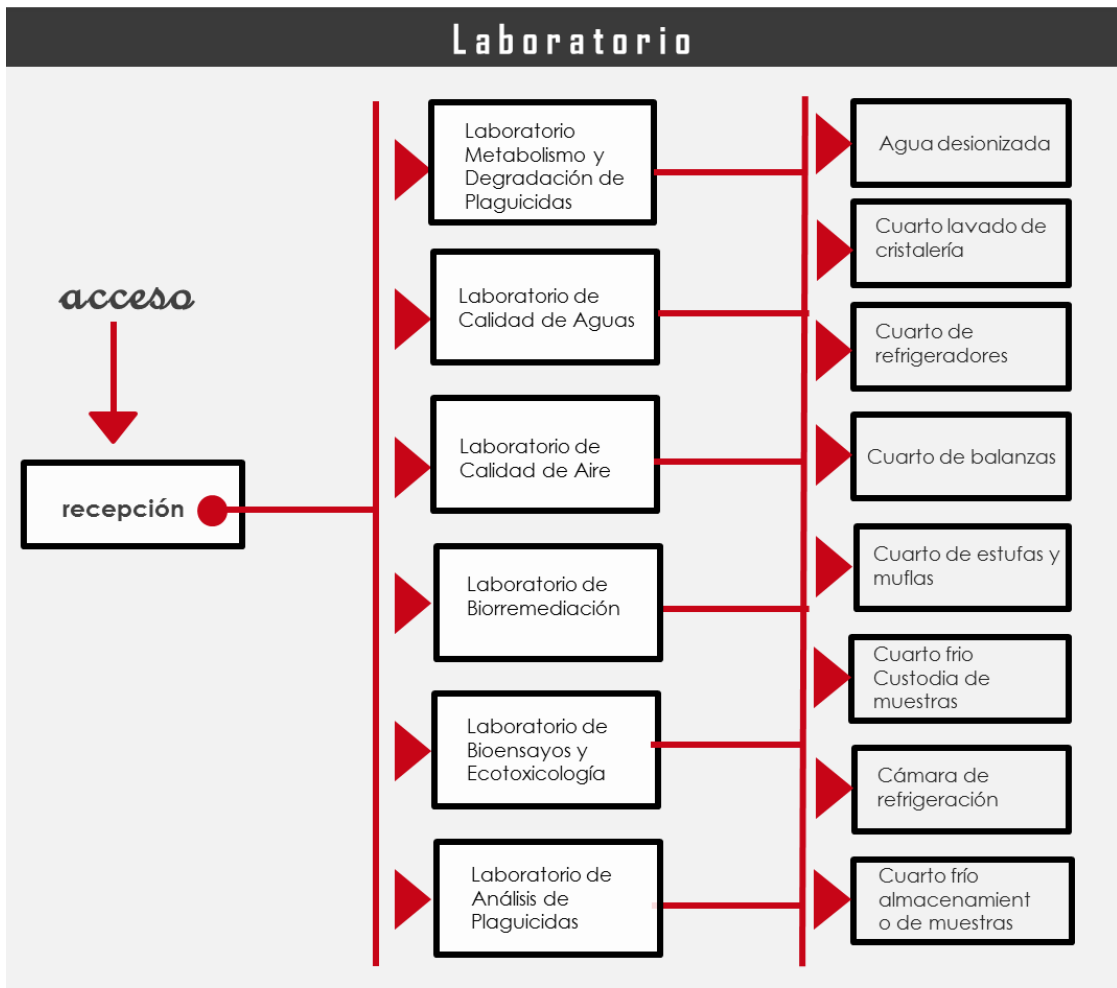 Laboratorio
acceso
recepción
Laboratorio
Metabolismo y
Degradación de
Plaguicidas
Laboratorio de
Calidad de Aguas
Laboratorio de
Calidad de Aire
Laboratorio de
Biorremediación
Laboratorio de
Bioensayos y
Ecotoxicología
Laboratorio de
Análisis de
Plaguicidas
Agua desionizada
Cuarto lavado de
cristalería
Cuarto de
refrigeradores
Cuarto de balanzas
Cuarto de estufas y
muflas
Cuarto frio
Custodia de
muestras
Cámara de
refrigeración
Cuarto frío
almacenamient
o de muestras